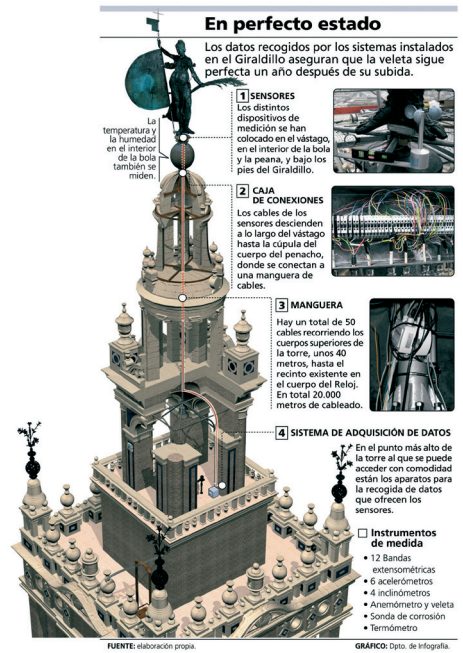 En perfecto estado
Los datos recogidos por los sistemas instalados
en el Giraldillo aseguran que la veleta sigue
perfecta un año después de su subida.
1 SENSORES
Los distintos
dispositivos de
medición se han
colocado en el vástago,
en el interior de la bola
y la peana, y bajo los
pies del Giraldillo.
La
temperatura y
la humedad
en el interior
de la bola
también se
miden.
2 CAJA
DE CONEXIONES
Los cables de los
sensores descienden
a lo largo del vástago
hasta la cúpula del
cuerpo del penacho,
donde se conectan a
una manguera de
cables.
3 MANGUERA
Hay un total de 50
cables recorriendo los
cuerpos superiores de
la torre, unos 40
metros, hasta el
recinto existente en
el cuerpo del Reloj.
En total 20.000
metros de cableado.
4 SISTEMA DE ADQUISICIÓN DE DATOS
En el punto más alto de
la torre al que se puede
acceder con comodidad
están los aparatos para
la recogida de datos
que ofrecen los
sensores.
Instrumentos
de medida
• 12 Bandas
extensométricas
• 6 acelerómetros
• 4 inclinómetros
• Anemómetro y veleta
• Sonda de corrosión
• Termómetro
FUENTE: elaboración propia.
GRÁFICO: Dpto. de Infografía.